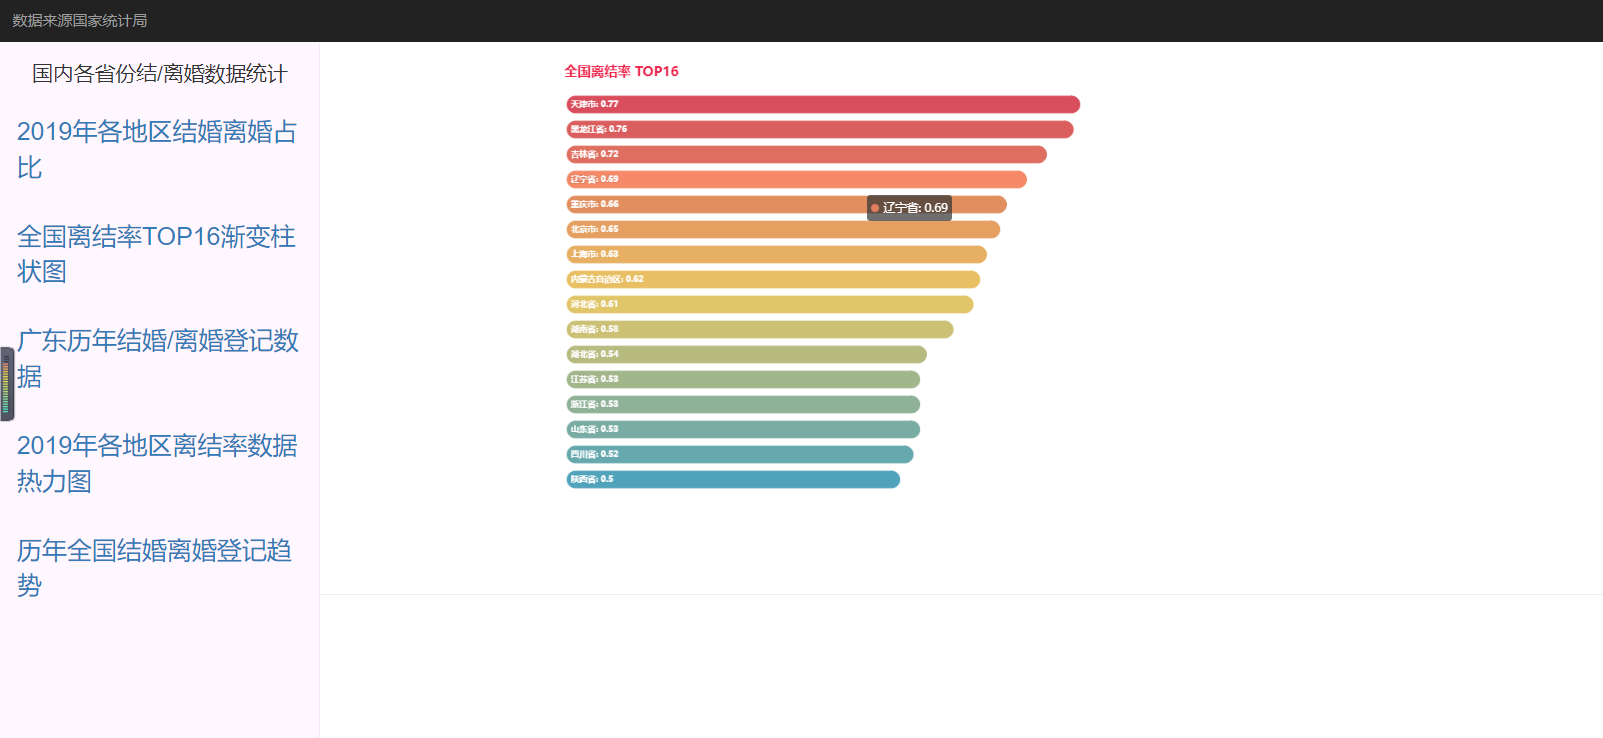 数据来源国家统计局
国内各省份结/离婚数据统计
2019年各地区结婚离婚占
比
全国离结率TOP16渐变柱
状图
广东历年结婚/离婚登记数
据
2019年各地区离结率数据
热力图
历年全国结婚离婚登记趋
势
全国离结率 TOP16
天津市: 0.77
黑龙江省: 0.76
吉林省: 0.72
辽宁省: 0.69
重庆市: 0.66
辽宁省: 0.69
北京市: 0.65
上海市: 0.63
内蒙古自治区: 0.62
河北省: 0.61
湖南省: 0.58
湖北省: 0.54
江苏省: 0.53
浙江省: 0.53
山东省: 0.53
四川省: 0.52
陕西省: 0.5